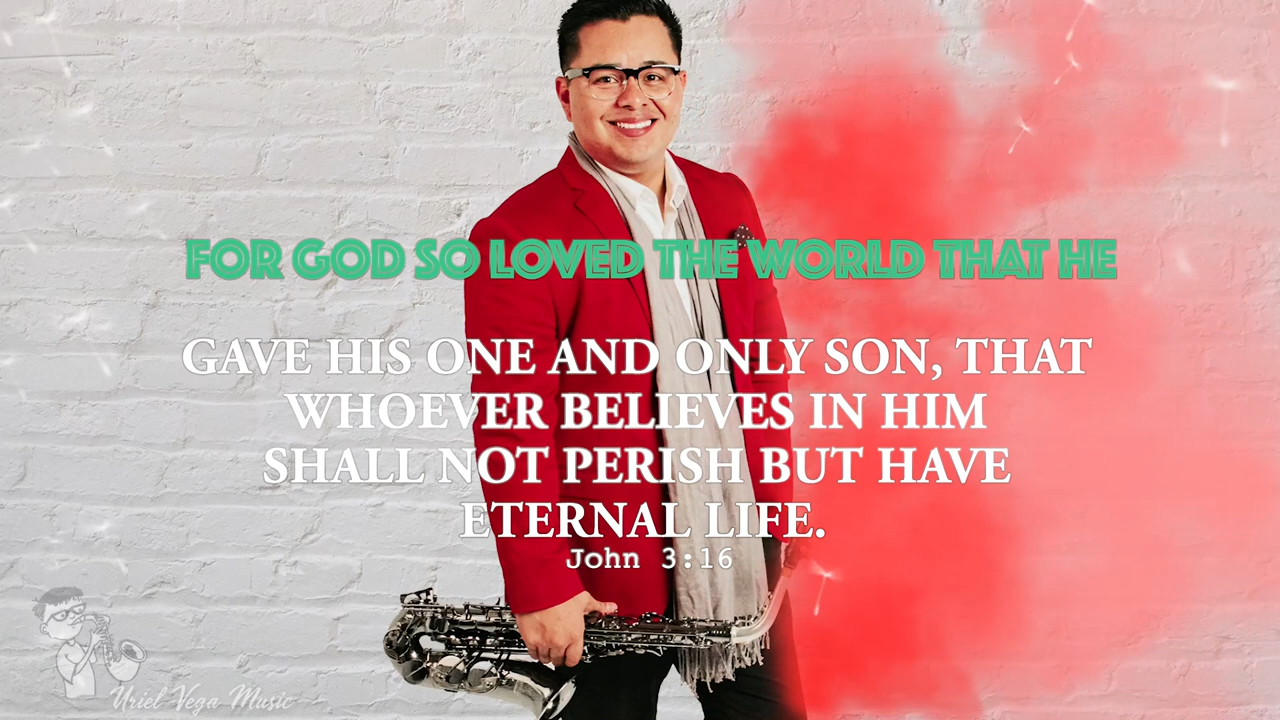 FOR GOD SO LOVED THE WORLD THAT HE
GAVE HIS ONE AND ONLY SON, THAT
WHOEVER BELIEVES IN HIM
SHALL NOT PERISH BUT HAVE
ETERNAL LIFE.
John 3:16
Uriel Vega Music